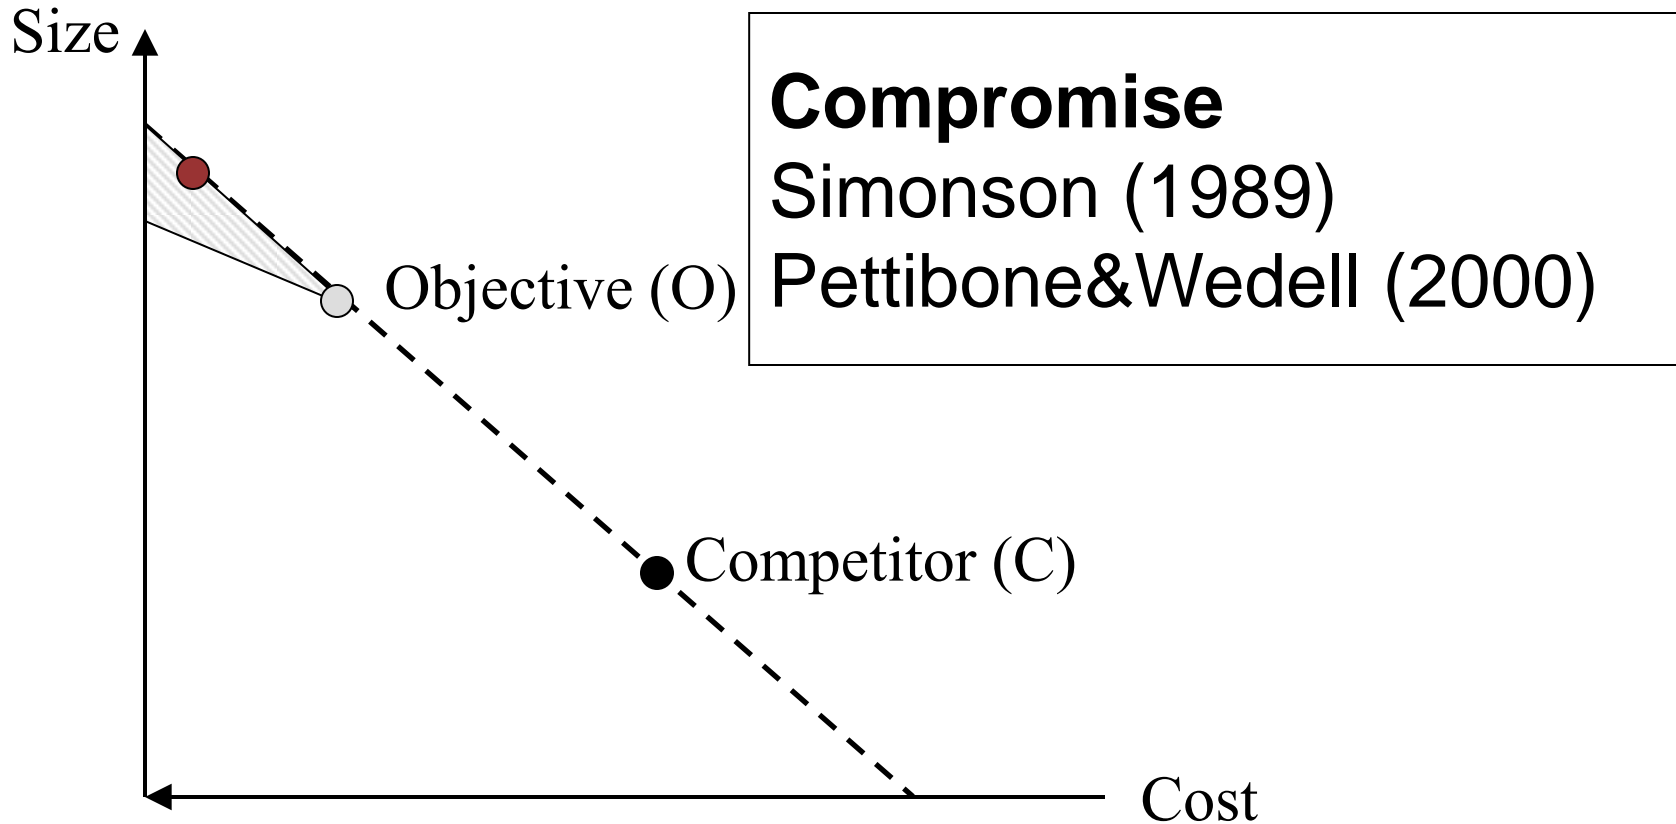 Size
Compromise
Simonson (1989)
Objective (O)
Pettibone&Wedell (2000)
Competitor (C)
Cost